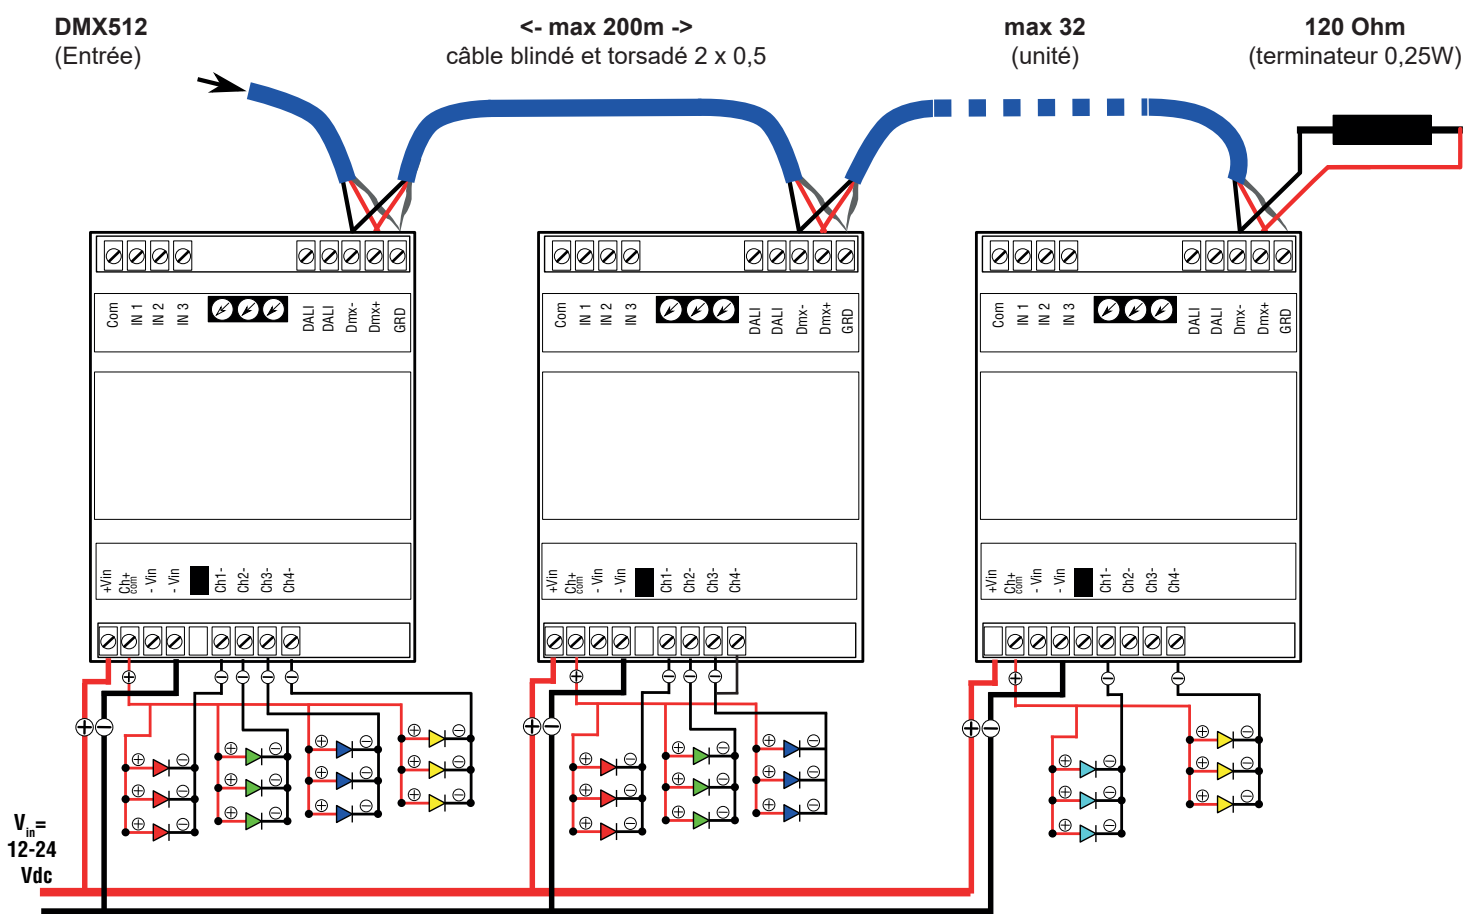 DMX512
(Entrée)
<- max 200m ->
câble blindé et torsadé 2 x 0,5
max 32
(unité)
120 Ohm
(terminateur 0,25W)
Com
IN 1
IN 2
IN 3
DALI
DALI
Dmx-
Dmx+
GRD
Com
IN 1
IN 2
IN 3
DALI
DALI
Dmx-
Dmx+
GRD
Com
IN 1
IN 2
IN 3
DALI
DALI
Dmx-
Dmx+
GRD
+Vin
Ch+
com
- Vin
- Vin
Ch1-
Ch2-
Ch3-
Ch4-
+Vin
Ch+
com
- Vin
- Vin
Ch1-
Ch2-
Ch3-
Ch4-
+Vin
Ch+
com
- Vin
- Vin
Ch1-
Ch2-
Ch3-
Ch4-
Vin=
12-24
Vdc